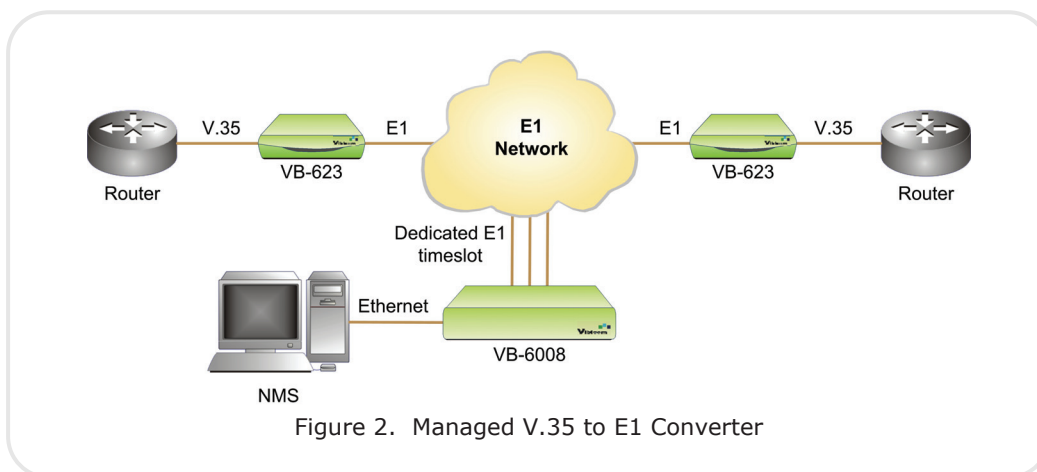 V.35
E1
E1
Network
E1
V.35
Router
VB-623
VB-623
Router
Dedicated E1
timeslot
Ethernet
VB-6008
NMS
Figure 2. Managed V.35 to E1 Converter